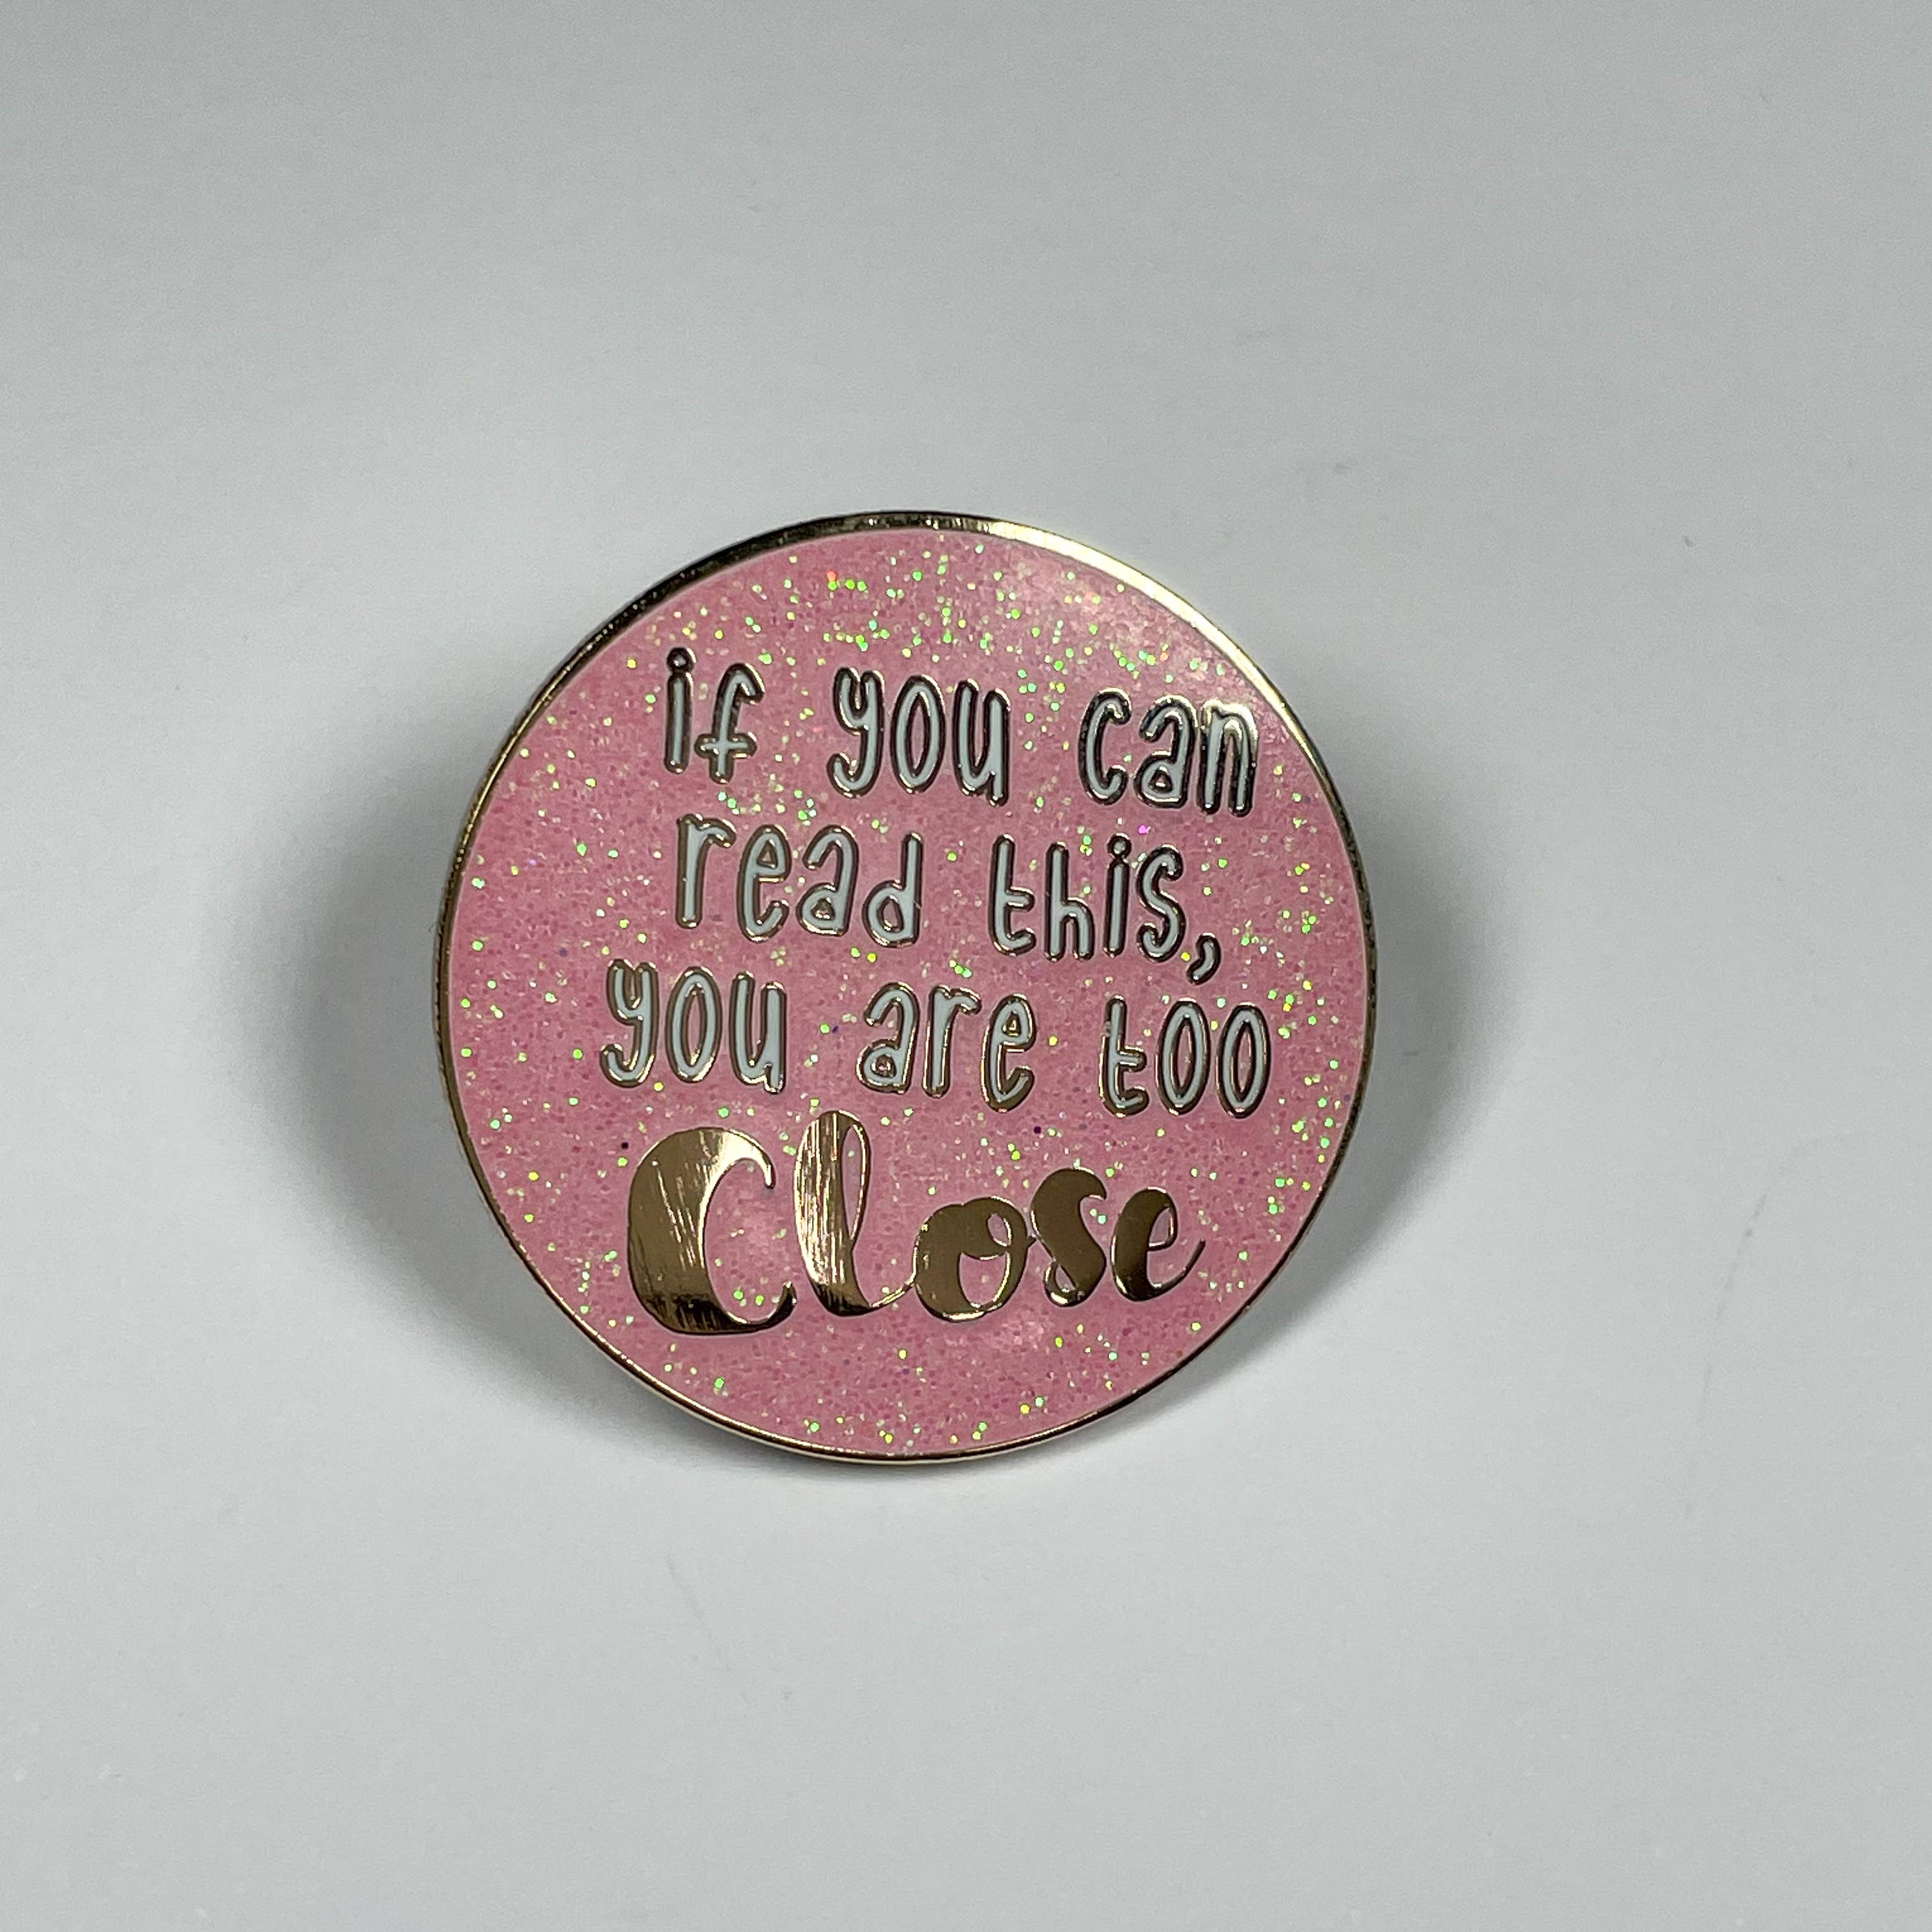 if you can
read this,
you are too
Close